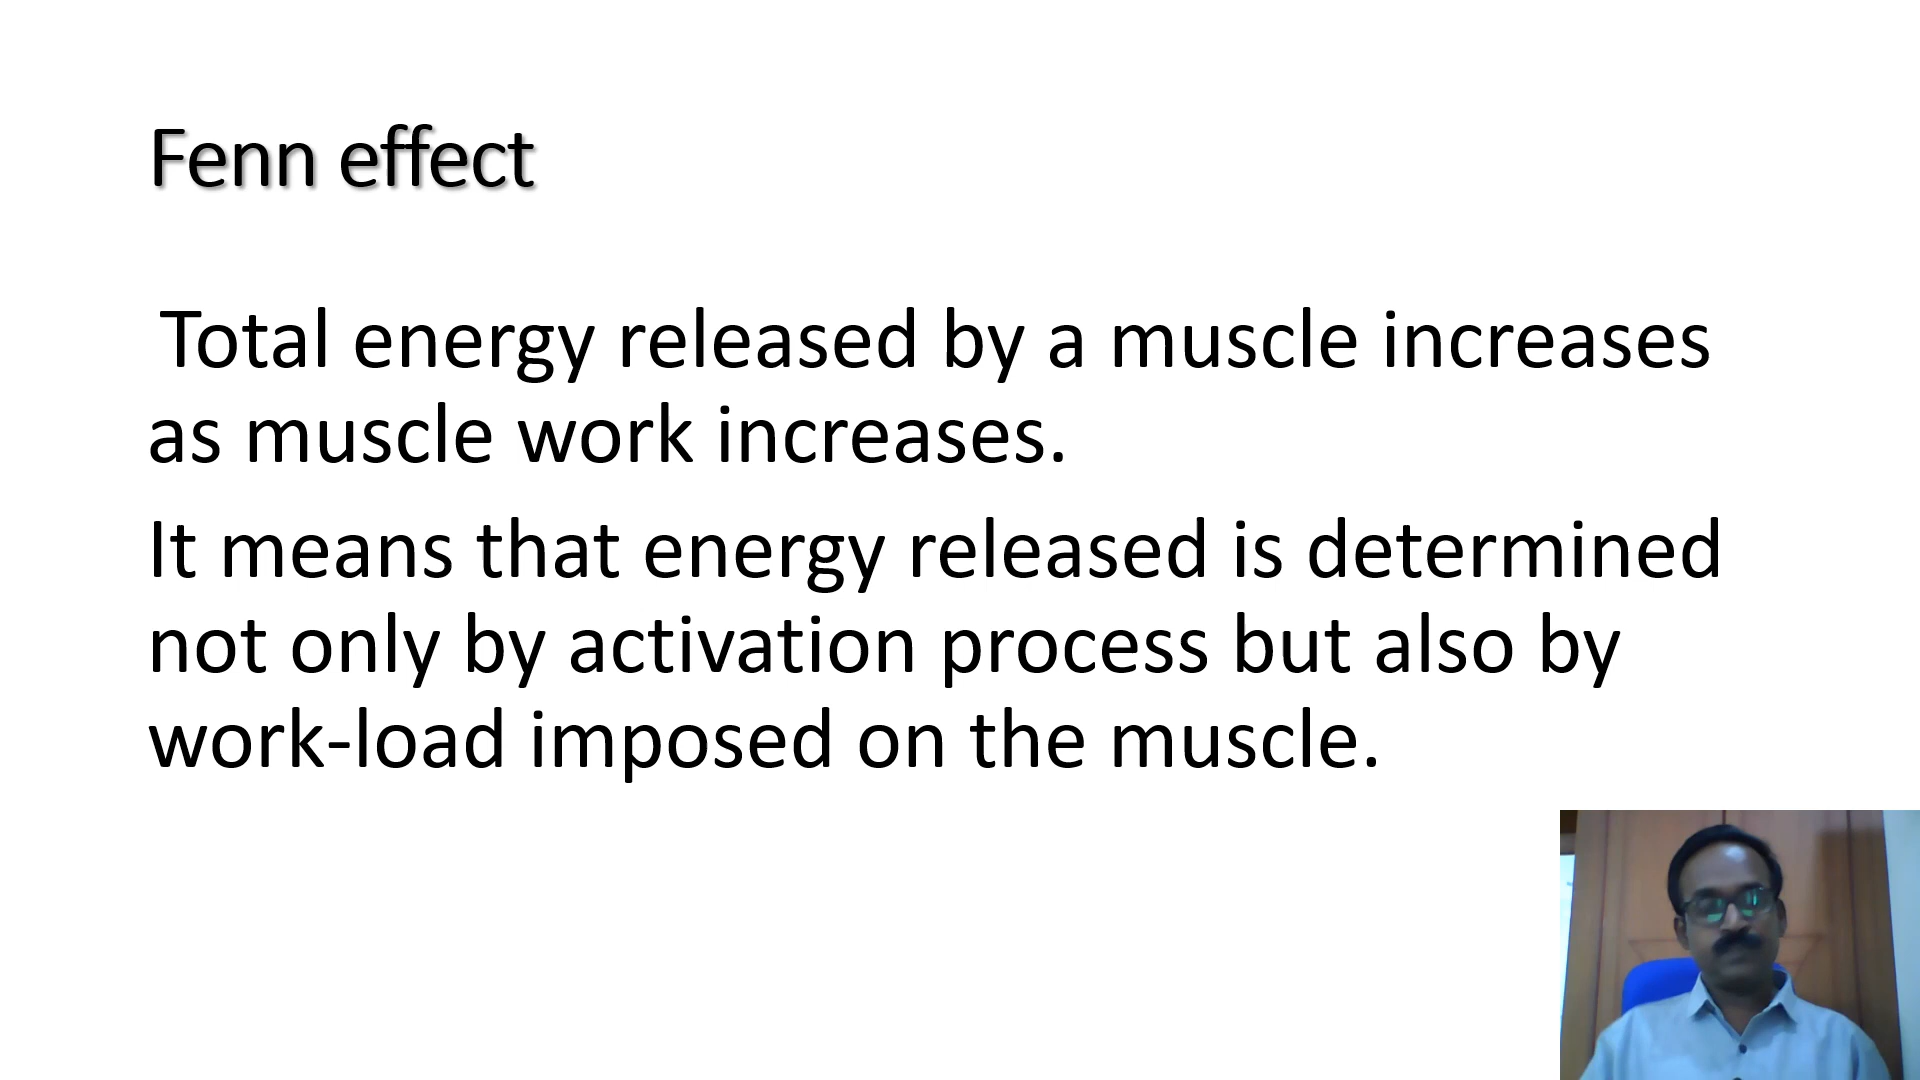 Fenn effect
Total energy released by a muscle increases
as muscle work increases.
It means that energy released is determined
not only by activation process but also by
work-load imposed on the muscle.